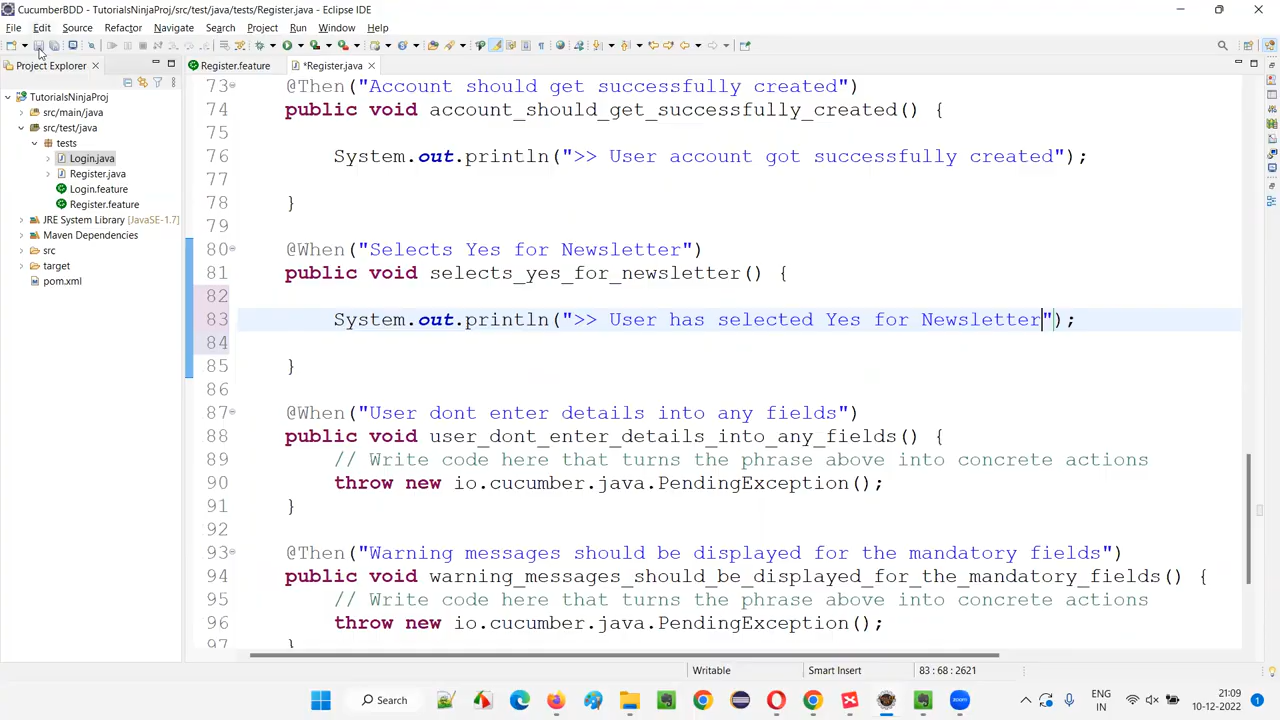 CucumberBDD - TutorialsNinjaProj/src/test/java/tests/Register.java - Eclipse IDE
File Edit Source Refactor Navigate Search Project Run Window Help
Project Explorer
Register.feature *Register.java
TutorialsNinjaProj
src/main/java
src/test/java
tests
Login.java
Register.java
Login.feature
Register.feature
JRE System Library [JavaSE-1.7]
Maven Dependencies
src
target
pom.xml
73 @Then("Account should get successfully created")
74 public void account_should_get_successfully_created() {
75
76 System.out.println(">> User account got successfully created");
77
78 }
79
80 @When("Selects Yes for Newsletter")
81 public void selects_yes_for_newsletter() {
82
83 System.out.println(">> User has selected Yes for Newsletter");
84
85 }
86
87 @When("User dont enter details into any fields")
88 public void user_dont_enter_details_into_any_fields() {
89 // Write code here that turns the phrase above into concrete actions
90 throw new io.cucumber.java.PendingException();
91 }
92
93 @Then("Warning messages should be displayed for the mandatory fields")
94 public void warning_messages_should_be_displayed_for_the_mandatory_fields() {
95 // Write code here that turns the phrase above into concrete actions
96 throw new io.cucumber.java.PendingException();
97 }
Writable Smart Insert 83 : 68 : 2621
Search
zoom
ENG
IN
21:09
10-12-2022